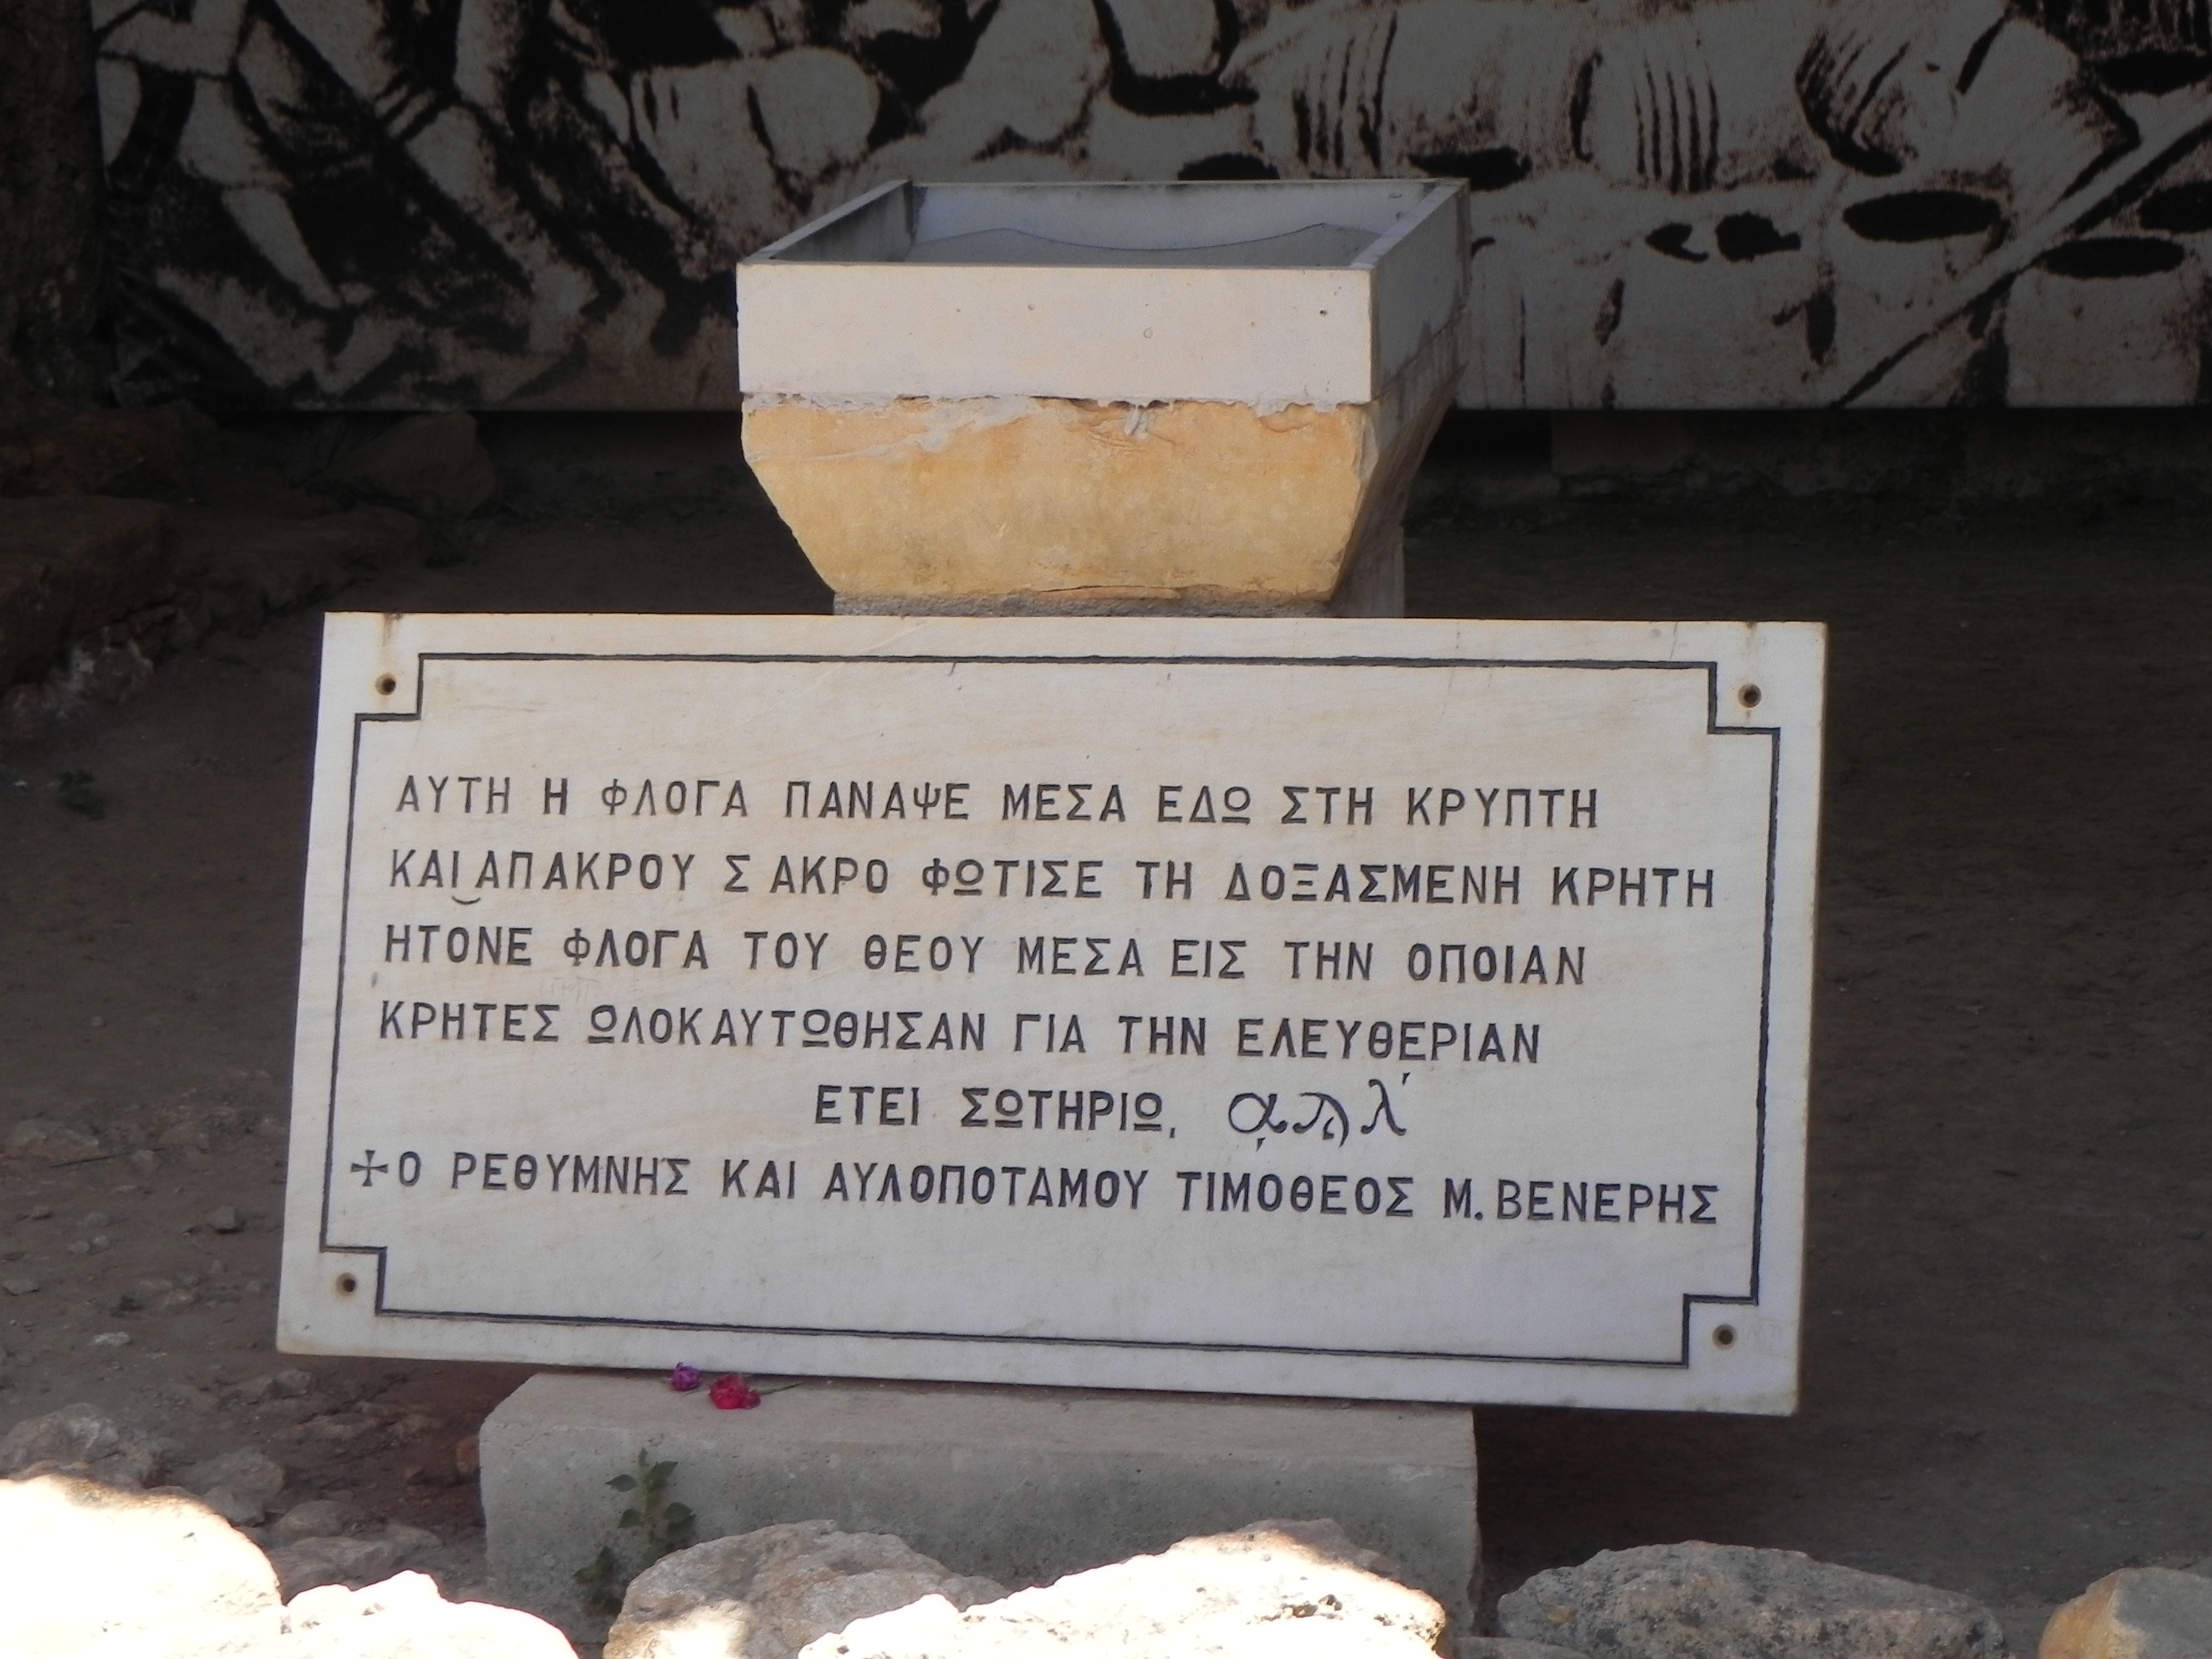 ΑΥΤΗ Η ΦΛΟΓΑ ΠΑΝΑΨΕ ΜΕΣΑ ΕΔΩ ΣΤΗ ΚΡΥΠΤΗ
ΚΑΙ‿ΑΠΑΚΡΟΥ Σ ΑΚΡΟ ΦΩΤΙΣΕ ΤΗ ΔΟΞΑΣΜΕΝΗ ΚΡΗΤΗ
ΗΤΟΝΕ ΦΛΟΓΑ ΤΟΥ ΘΕΟΥ ΜΕΣΑ ΕΙΣ ΤΗΝ ΟΠΟΙΑΝ
ΚΡΗΤΕΣ ΩΛΟΚΑΥΤΩΘΗΣΑΝ ΓΙΑ ΤΗΝ ΕΛΕΥΘΕΡΙΑΝ
ΕΤΕΙ ΣΩΤΗΡΙΩ, ͵αϡλʹ
✢Ο ΡΕΘΥΜΝΗΣ ΚΑΙ ΑΥΛΟΠΟΤΑΜΟΥ ΤΙΜΟΘΕΟΣ Μ. ΒΕΝΕΡΗΣ